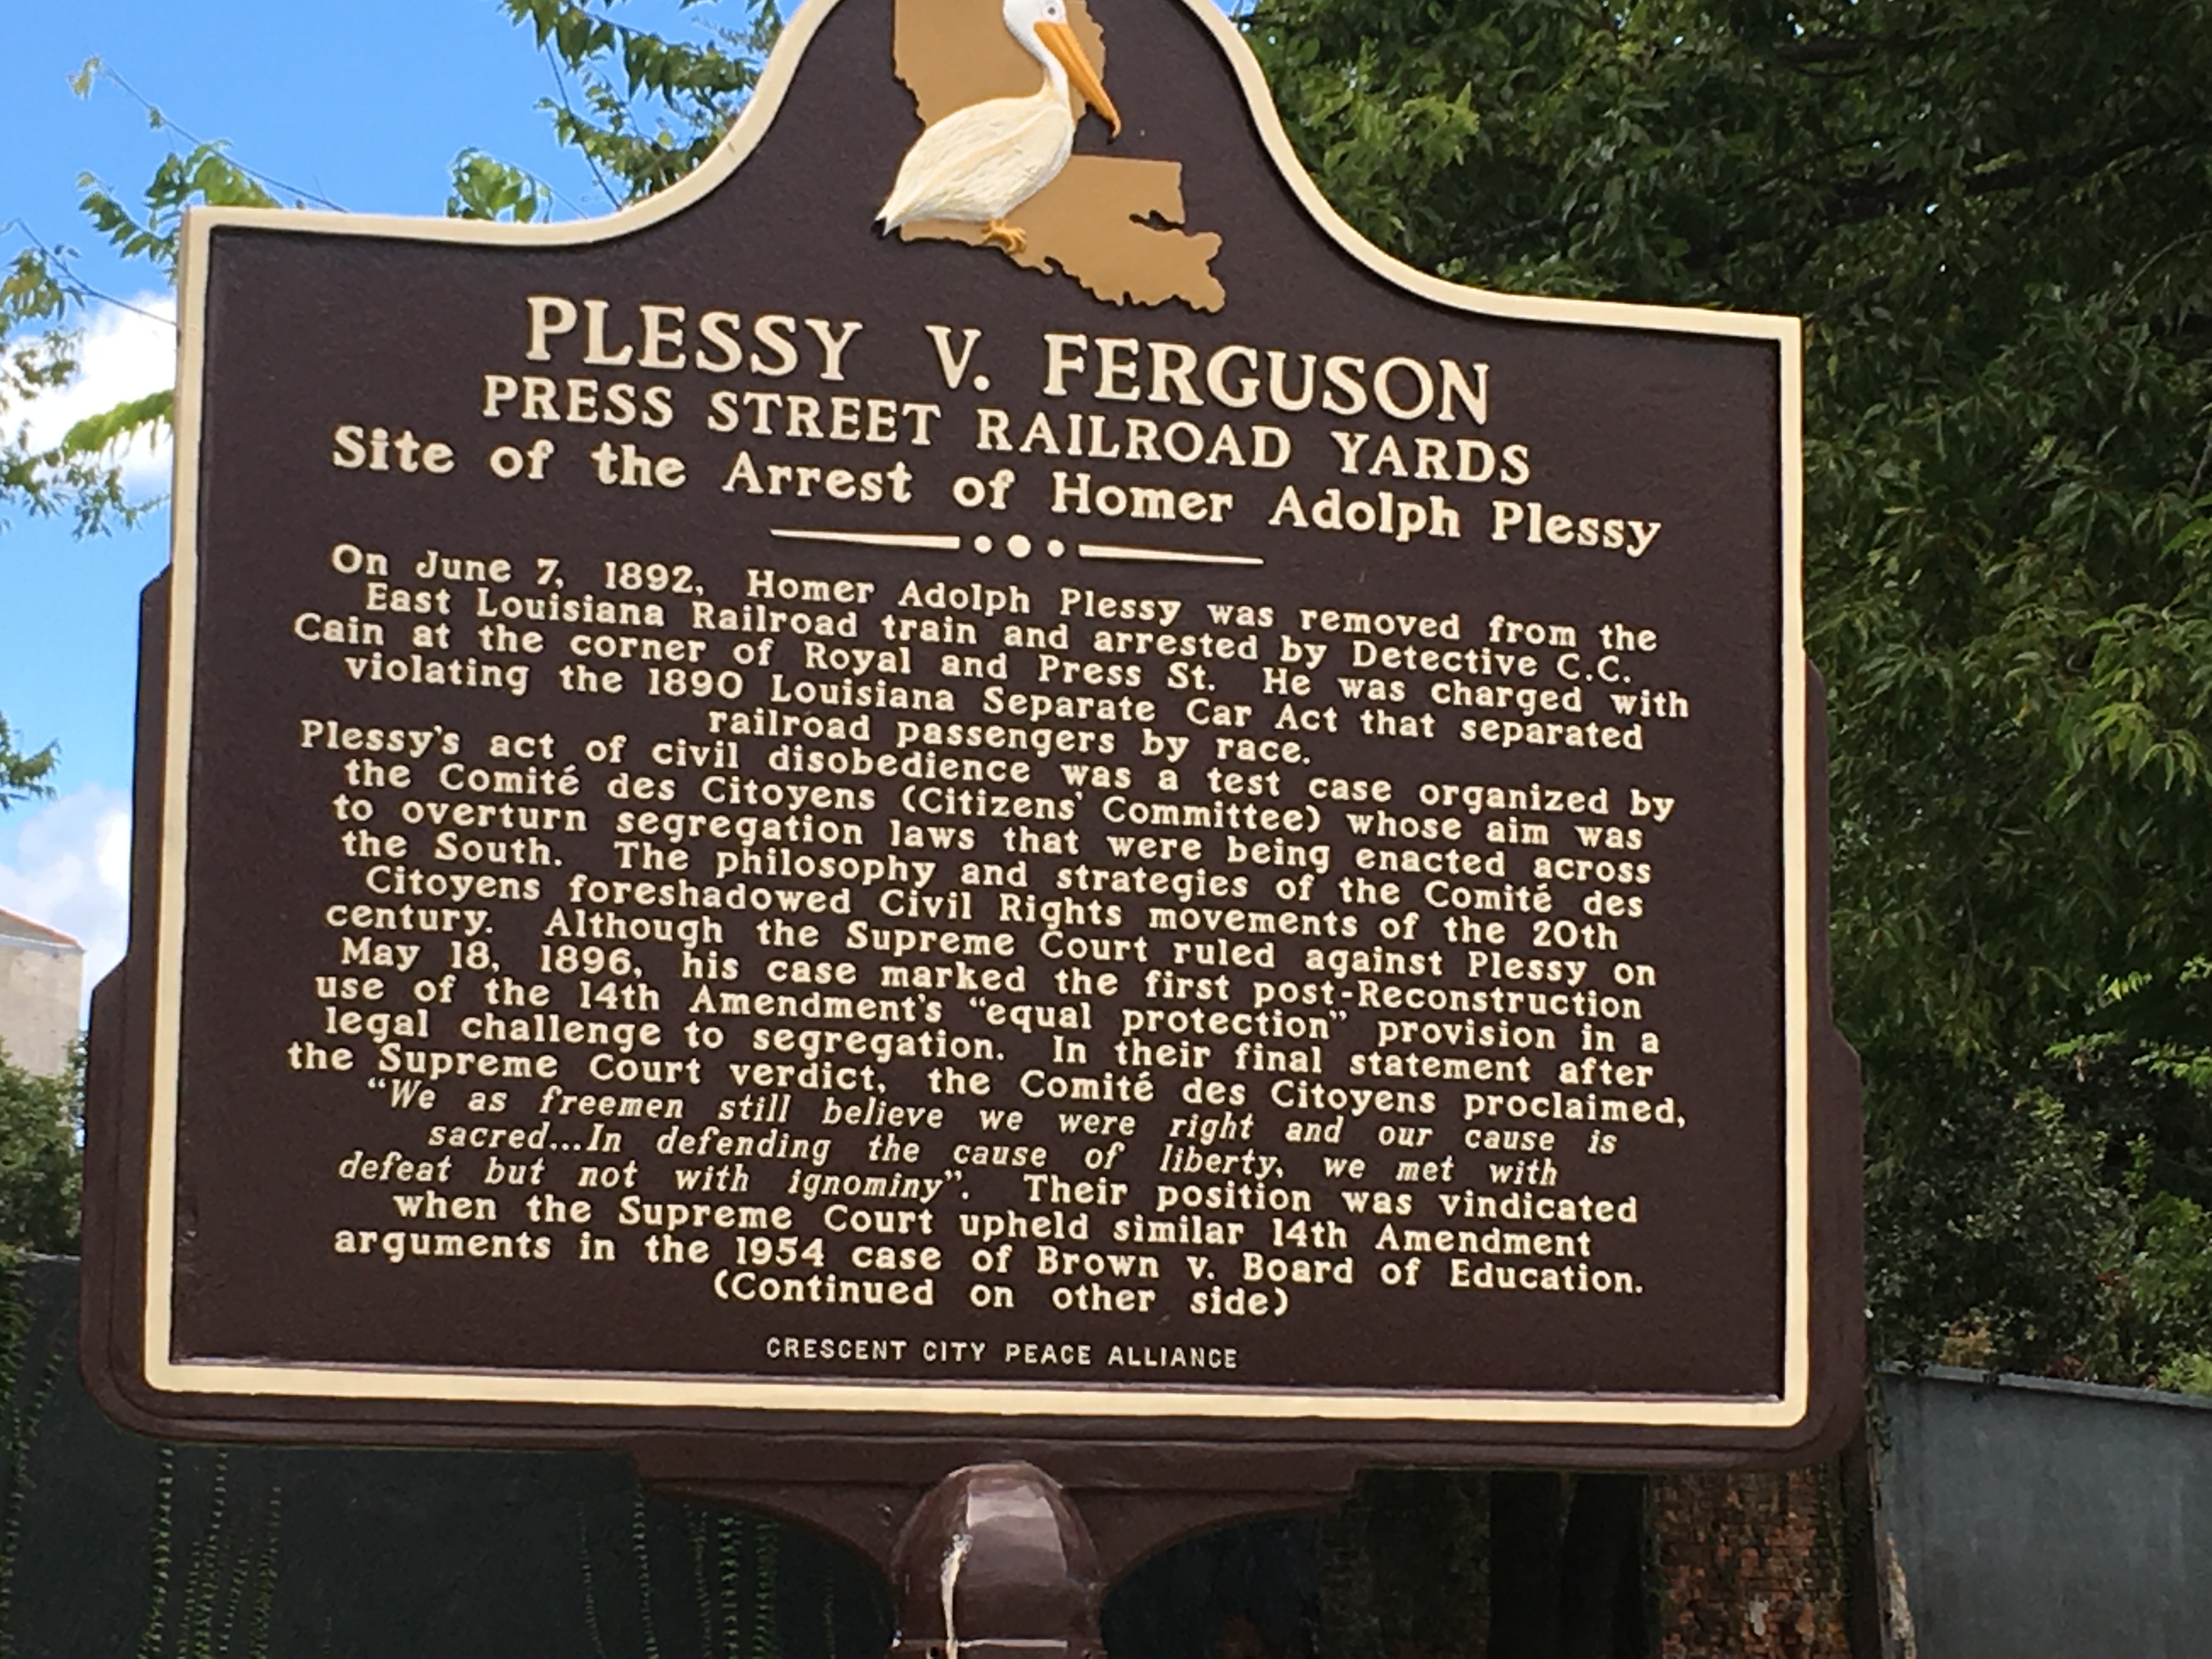 PLESSY V. FERGUSON
PRESS STREET RAILROAD YARDS
Site of the Arrest of Homer Adolph Plessy
On June 7, 1892, Homer Adolph Plessy was removed from the
East Louisiana Railroad train and arrested by Detective C.C.
Cain at the corner of Royal and Press St. He was charged with
violating the 1890 Louisiana Separate Car Act that separated
railroad passengers by race.
Plessy's act of civil disobedience was a test case organized by
the Comité des Citoyens (Citizens' Committee) whose aim was
to overturn segregation laws that were being enacted across
the South. The philosophy and strategies of the Comité des
Citoyens foreshadowed Civil Rights movements of the 20th
century. Although the Supreme Court ruled against Plessy on
May 18, 1896, his case marked the first post-Reconstruction
use of the 14th Amendment's "equal protection" provision in a
legal challenge to segregation. In their final statement after
the Supreme Court verdict, the Comité des Citoyens proclaimed,
"We as freemen still believe we were right and our cause is
sacred...In defending the cause of liberty, we met with
defeat but not with ignominy". Their position was vindicated
when the Supreme Court upheld similar 14th Amendment
arguments in the 1954 case of Brown v. Board of Education.
(Continued on other side)
CRESCENT CITY PEACE ALLIANCE